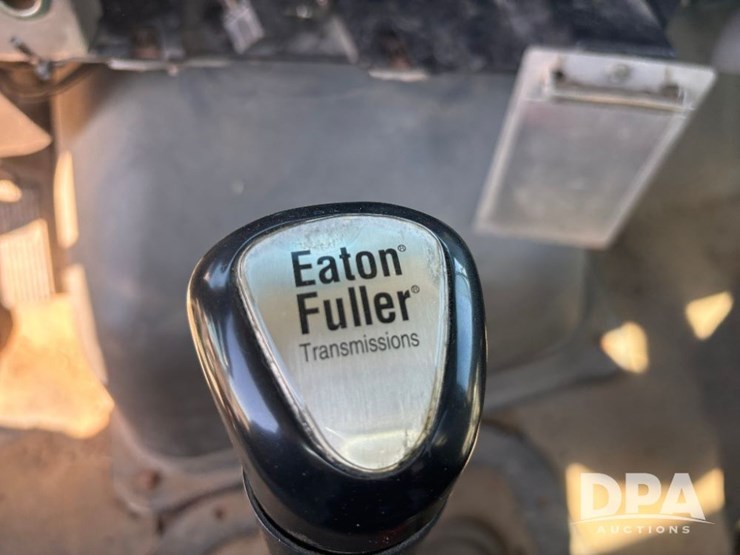 Eaton®
Fuller®
Transmissions
DPA
AUCTIONS